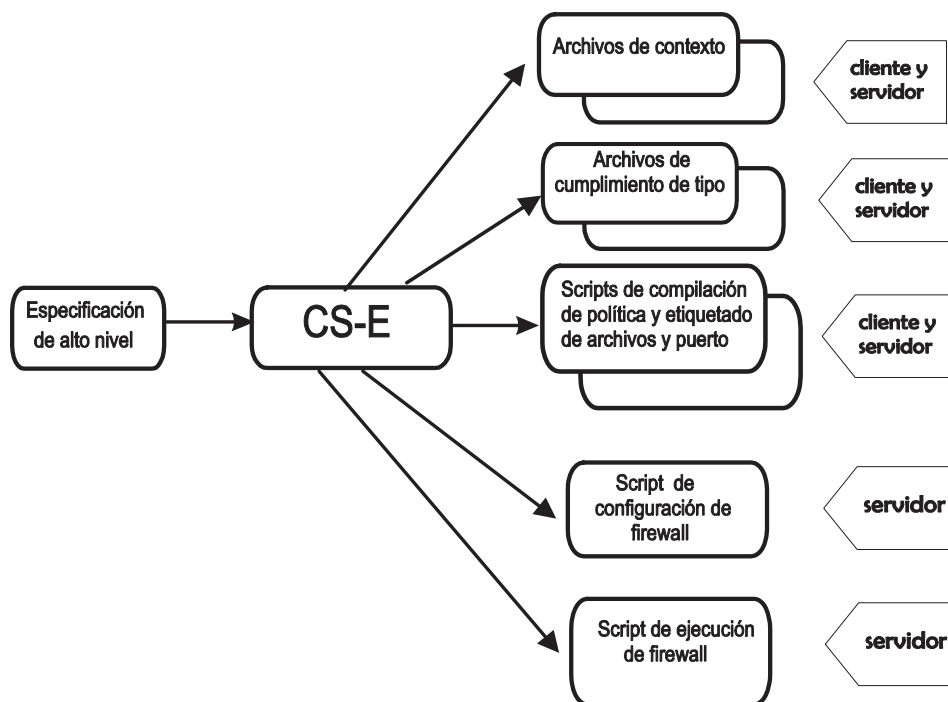 Archivos de contexto
cliente y
servidor
Archivos de
cumplimiento de tipo
cliente y
servidor
Especificación
de alto nivel
CS-E
Scripts de compilación
de política y etiquetado
de archivos y puerto
cliente y
servidor
Script de
configuración de
firewall
servidor
Script de ejecución
de firewall
servidor